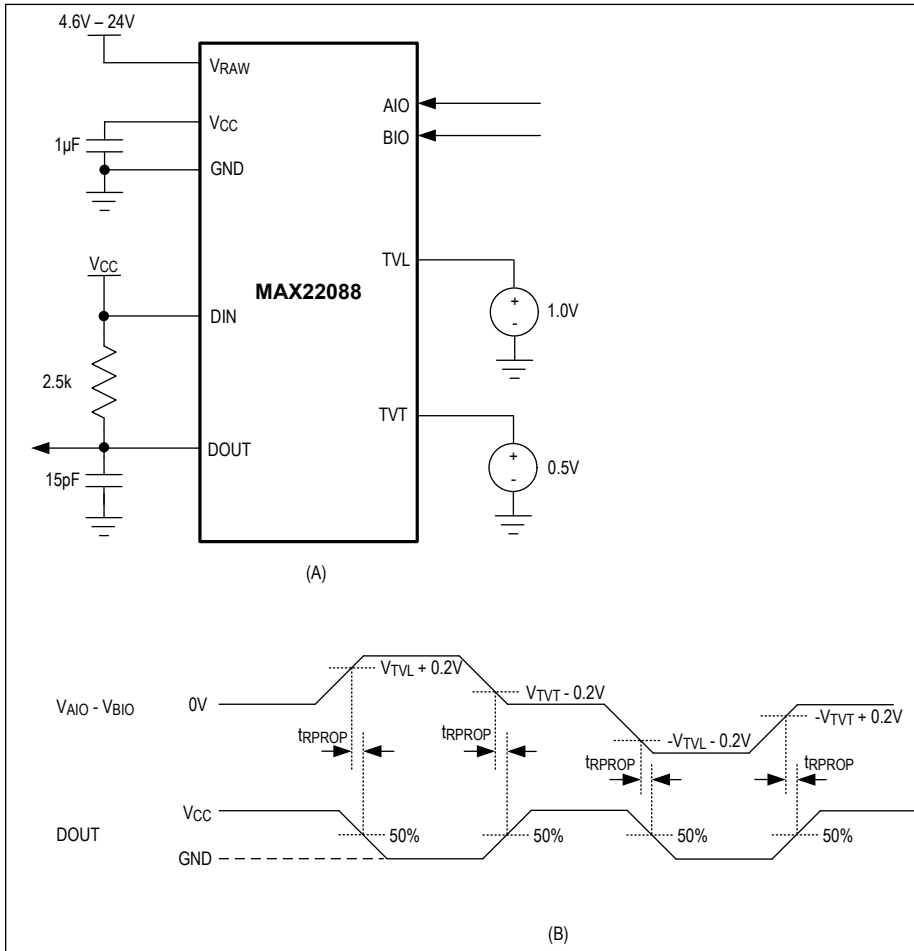 4.6V – 24V
VRAW
AIO
VCC
BIO
1µF
GND
TVL
VCC
MAX22088
DIN
1.0V
+
-
2.5k
TVT
DOUT
0.5V
+
-
15pF
(A)
VTVL + 0.2V
VAIO - VBIO
0V
VTVT - 0.2V
-VTVT + 0.2V
tRPROP
tRPROP
-VTVL - 0.2V
tRPROP
tRPROP
VCC
DOUT
50%
50%
50%
50%
GND
(B)